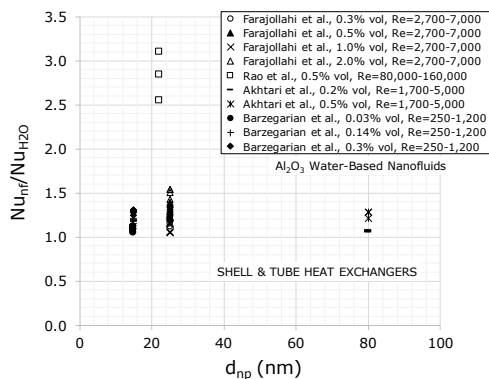 3.5
3.0
2.5
2.0
1.5
1.0
0.5
0.0
Nu_nf/Nu_H2O
Farajollahi et al., 0.3% vol, Re=2,700-7,000
Farajollahi et al., 0.5% vol, Re=2,700-7,000
Farajollahi et al., 1.0% vol, Re=2,700-7,000
Farajollahi et al., 2.0% vol, Re=2,700-7,000
Rao et al., 0.5% vol, Re=80,000-160,000
Akhtari et al., 0.2% vol, Re=1,700-5,000
Akhtari et al., 0.5% vol, Re=1,700-5,000
Barzegarian et al., 0.03% vol, Re=250-1,200
Barzegarian et al., 0.14% vol, Re=250-1,200
Barzegarian et al., 0.3% vol, Re=250-1,200
Al₂O₃ Water-Based Nanofluids
SHELL & TUBE HEAT EXCHANGERS
0 20 40 60 80 100
d_np (nm)